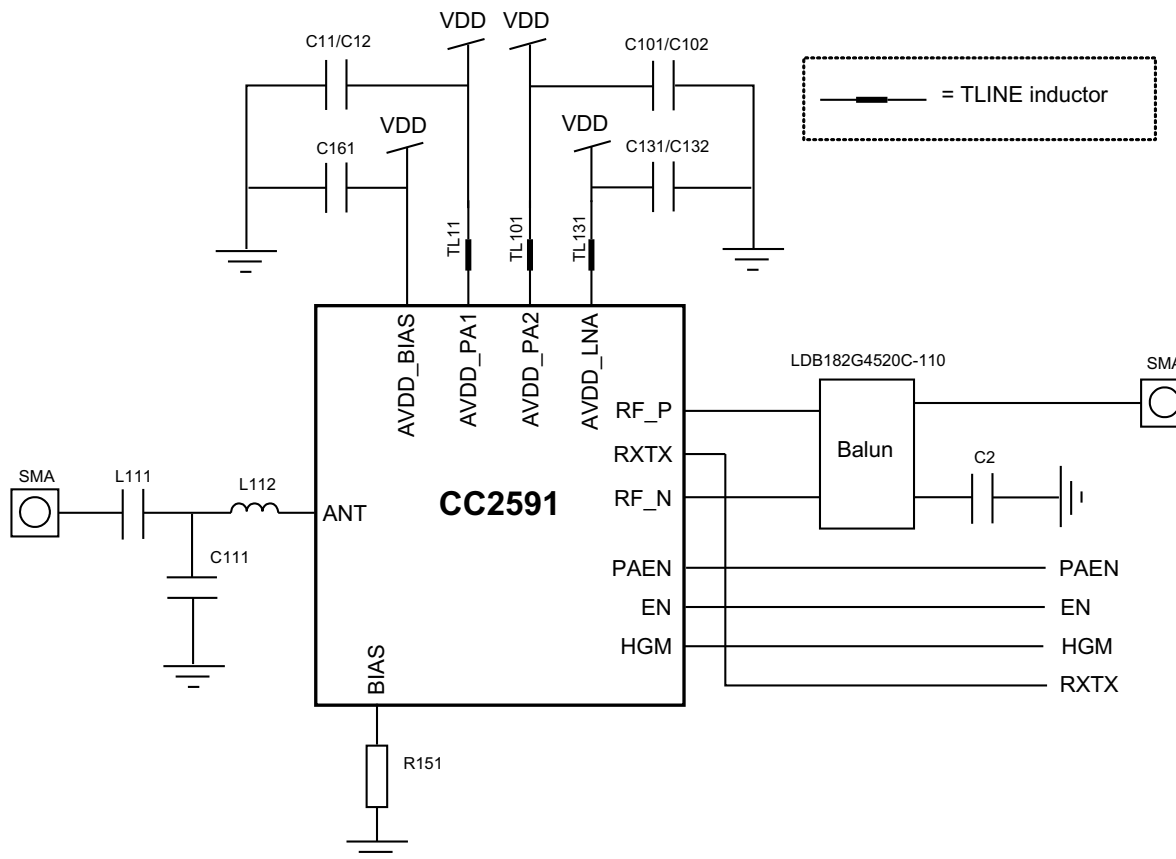 VDD
VDD
C11/C12
C101/C102
= TLINE inductor
VDD
VDD
C161
C131/C132
TL11
TL101
TL131
AVDD_BIAS
AVDD_PA1
AVDD_PA2
AVDD_LNA
LDB182G4520C-110
SMA
RF_P
RXTX
Balun
C2
SMA
L111
L112
ANT
CC2591
RF_N
C111
PAEN
PAEN
EN
EN
HGM
HGM
BIAS
RXTX
R151